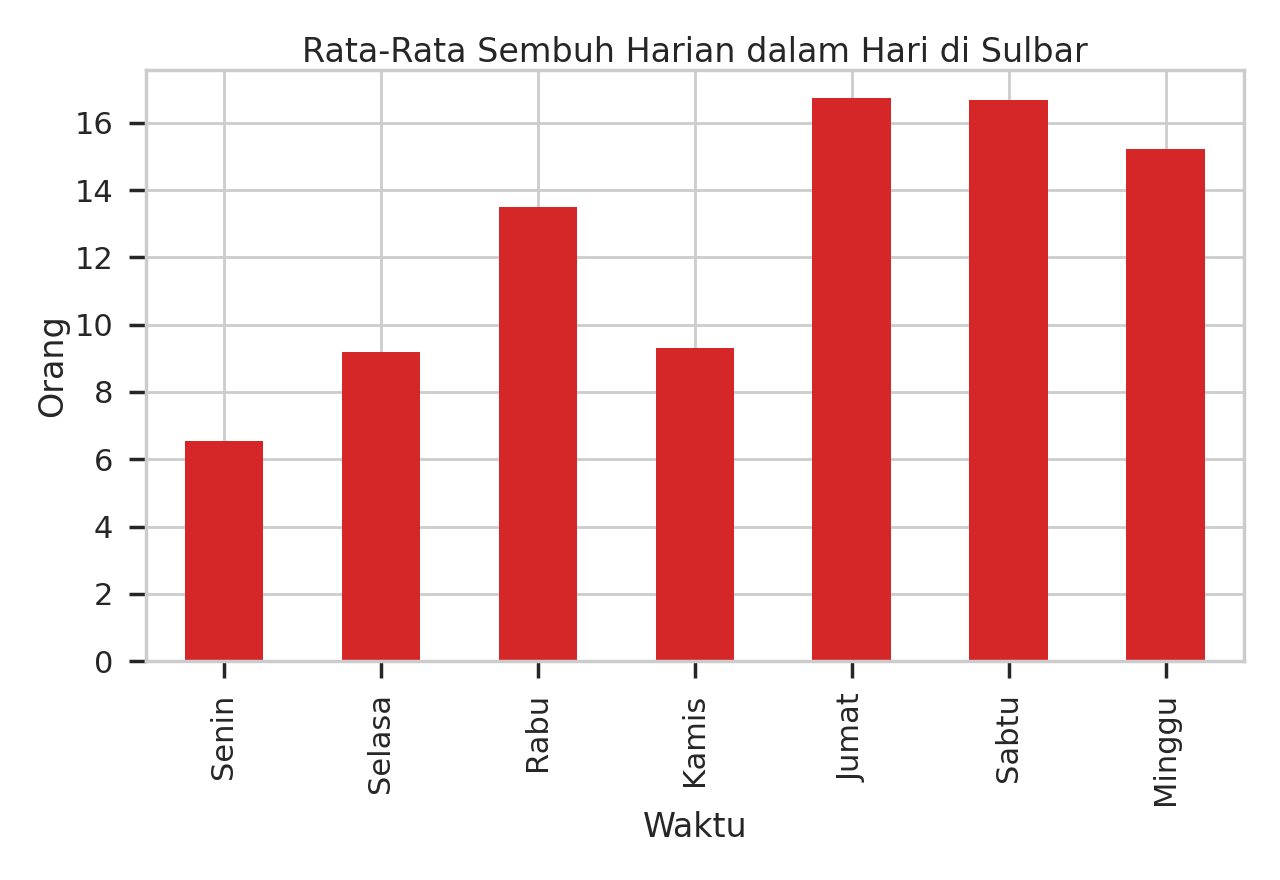 Rata-Rata Sembuh Harian dalam Hari di Sulbar
Orang
16
14
12
10
8
6
4
2
0
Senin
Selasa
Rabu
Kamis
Jumat
Sabtu
Minggu
Waktu